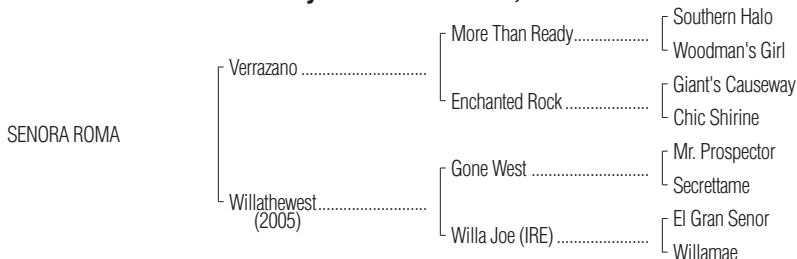 Southern Halo
More Than Ready..................
Woodman's Girl
Verrazano ..............................
Giant's Causeway
Enchanted Rock ....................
Chic Shirine
SENORA ROMA
Mr. Prospector
Gone West ............................
Secrettame
Willathewest..........................
(2005)
El Gran Senor
Willa Joe (IRE) ......................
Willamae